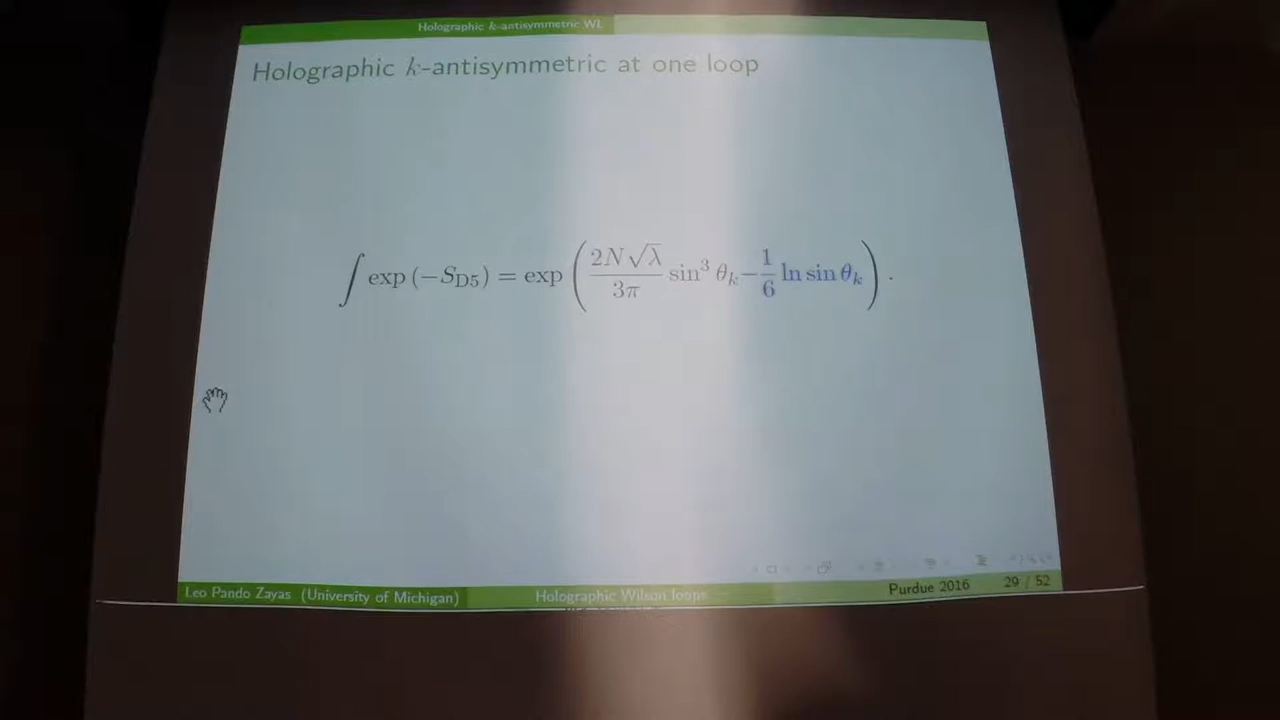 Holographic k-antisymmetric WL
Holographic k-antisymmetric at one loop
∫ exp (−S_D5) = exp ( 2N√λ / 3π sin³ θ_k − 1/6 ln sin θ_k ) .
Leo Pando Zayas (University of Michigan) Holographic Wilson loops Purdue 2016 29 / 52